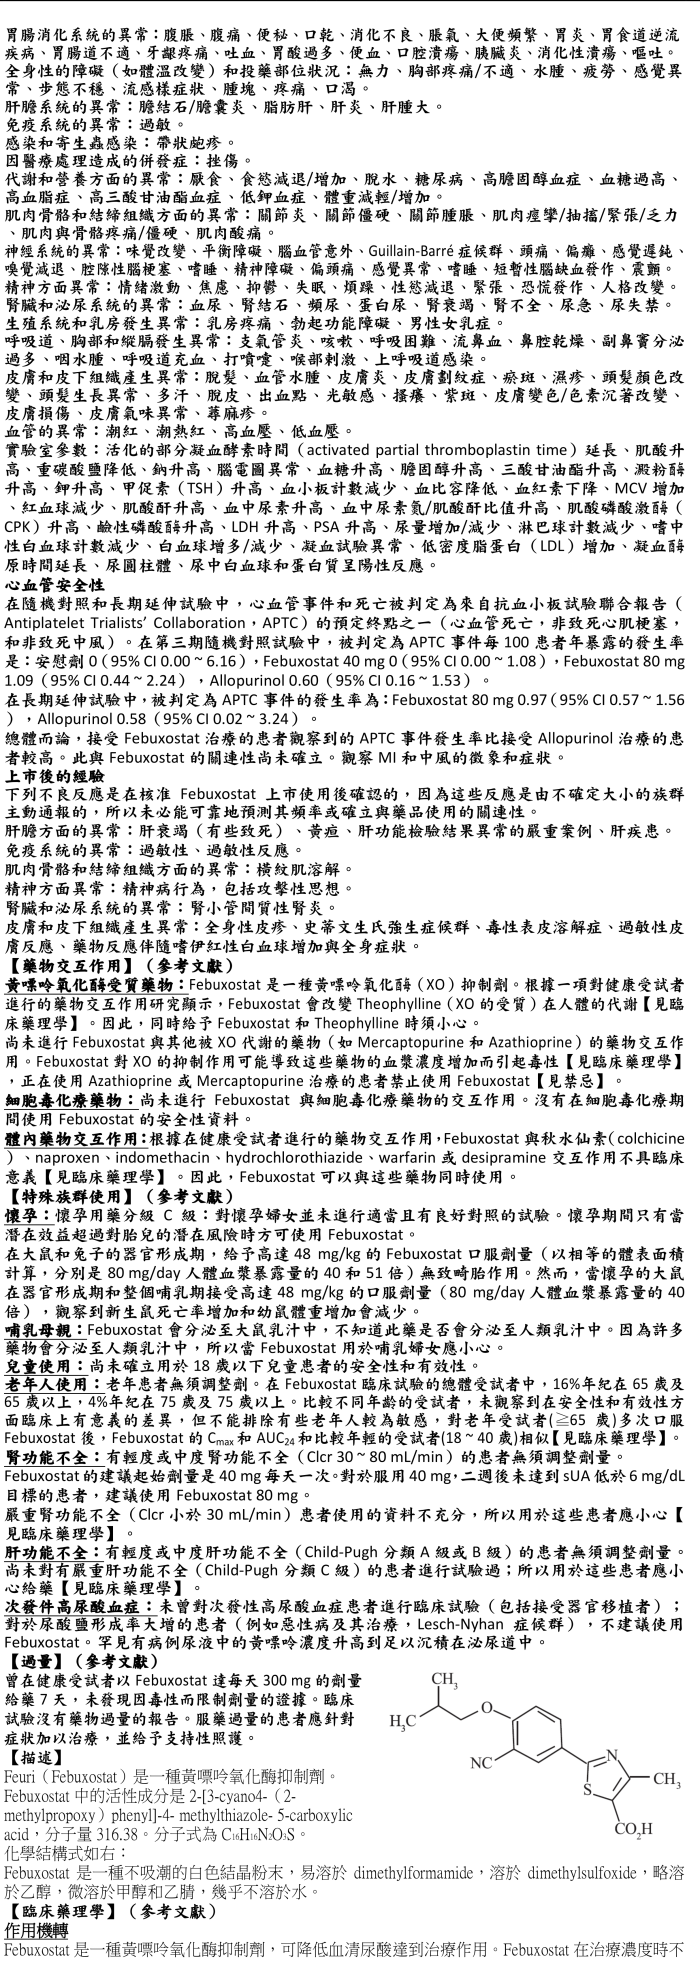 胃腸消化系統的異常：腹脹、腹痛、便秘、口乾、消化不良、脹氣、大便頻繁、胃炎、胃食道逆流
疾病、胃腸道不適、牙齦疼痛、吐血、胃酸過多、便血、口腔潰瘍、胰臟炎、消化性潰瘍、嘔吐。
全身性的障礙（如體溫改變）和投藥部位狀況：無力、胸部疼痛/不適、水腫、疲勞、感覺異
常、步態不穩、流感樣症狀、腫塊、疼痛、口渴。
肝膽系統的異常：膽結石/膽囊炎、脂肪肝、肝炎、肝腫大。
免疫系統的異常：過敏。
感染和寄生蟲感染：帶狀皰疹。
因醫療處理造成的併發症：挫傷。
代謝和營養方面的異常：厭食、食慾減退/增加、脫水、糖尿病、高膽固醇血症、血糖過高、
高血脂症、高三酸甘油酯血症、低鉀血症、體重減輕/增加。
肌肉骨骼和結締組織方面的異常：關節炎、關節僵硬、關節腫脹、肌肉痙攣/抽搐/緊張/乏力
、肌肉與骨骼疼痛/僵硬、肌肉酸痛。
神經系統的異常：味覺改變、平衡障礙、腦血管意外、Guillain-Barré 症候群、頭痛、偏癱、感覺遲鈍、
嗅覺減退、腔隙性腦梗塞、嗜睡、精神障礙、偏頭痛、感覺異常、嗜睡、短暫性腦缺血發作、震顫。
精神方面異常：情緒激動、焦慮、抑鬱、失眠、煩躁、性慾減退、緊張、恐慌發作、人格改變。
腎臟和泌尿系統的異常：血尿、腎結石、頻尿、蛋白尿、腎衰竭、腎不全、尿急、尿失禁。
生殖系統和乳房發生異常：乳房疼痛、勃起功能障礙、男性女乳症。
呼吸道、胸部和縱膈發生異常：支氣管炎、咳嗽、呼吸困難、流鼻血、鼻腔乾燥、副鼻竇分泌
過多、咽水腫、呼吸道充血、打噴嚏、喉部刺激、上呼吸道感染。
皮膚和皮下組織產生異常：脫髮、血管水腫、皮膚炎、皮膚劃紋症、瘀斑、濕疹、頭髮顏色改
變、頭髮生長異常、多汗、脫皮、出血點、光敏感、搔癢、紫斑、皮膚變色/色素沉著改變、
皮膚損傷、皮膚氣味異常、蕁麻疹。
血管的異常：潮紅、潮熱紅、高血壓、低血壓。
實驗室參數：活化的部分凝血酵素時間（activated partial thromboplastin time）延長、肌酸升
高、重碳酸鹽降低、鈉升高、腦電圖異常、血糖升高、膽固醇升高、三酸甘油酯升高、澱粉酶
升高、鉀升高、甲促素（TSH）升高、血小板計數減少、血比容降低、血紅素下降、MCV 增加
、紅血球減少、肌酸酐升高、血中尿素升高、血中尿素氮/肌酸酐比值升高、肌酸磷酸激酶（
CPK）升高、鹼性磷酸酶升高、LDH 升高、PSA 升高、尿量增加/減少、淋巴球計數減少、嗜中
性白血球計數減少、白血球增多/減少、凝血試驗異常、低密度脂蛋白（LDL）增加、凝血酶
原時間延長、尿圓柱體、尿中白血球和蛋白質呈陽性反應。
心血管安全性
在隨機對照和長期延伸試驗中，心血管事件和死亡被判定為來自抗血小板試驗聯合報告（
Antiplatelet Trialists’ Collaboration，APTC）的預定終點之一（心血管死亡，非致死心肌梗塞，
和非致死中風）。在第三期隨機對照試驗中，被判定為 APTC 事件每 100 患者年暴露的發生率
是：安慰劑 0（95% CI 0.00 ~ 6.16），Febuxostat 40 mg 0（95% CI 0.00 ~ 1.08），Febuxostat 80 mg
1.09（95% CI 0.44 ~ 2.24），Allopurinol 0.60（95% CI 0.16 ~ 1.53）。
在長期延伸試驗中，被判定為 APTC 事件的發生率為：Febuxostat 80 mg 0.97（95% CI 0.57 ~ 1.56
），Allopurinol 0.58（95% CI 0.02 ~ 3.24）。
總體而論，接受 Febuxostat 治療的患者觀察到的 APTC 事件發生率比接受 Allopurinol 治療的患
者較高。此與 Febuxostat 的關連性尚未確立。觀察 MI 和中風的徵象和症狀。
上市後的經驗
下列不良反應是在核准 Febuxostat 上市使用後確認的，因為這些反應是由不確定大小的族群
主動通報的，所以未必能可靠地預測其頻率或確立與藥品使用的關連性。
肝膽方面的異常：肝衰竭（有些致死）、黃疸、肝功能檢驗結果異常的嚴重案例、肝疾患。
免疫系統的異常：過敏性、過敏性反應。
肌肉骨骼和結締組織方面的異常：橫紋肌溶解。
精神方面異常：精神病行為，包括攻擊性思想。
腎臟和泌尿系統的異常：腎小管間質性腎炎。
皮膚和皮下組織產生異常：全身性皮疹、史蒂文生氏強生症候群、毒性表皮溶解症、過敏性皮
膚反應、藥物反應伴隨嗜伊紅性白血球增加與全身症狀。
【藥物交互作用】（參考文獻）
黃嘌呤氧化酶受質藥物：Febuxostat 是一種黃嘌呤氧化酶（XO）抑制劑。根據一項對健康受試者
進行的藥物交互作用研究顯示，Febuxostat 會改變 Theophylline（XO 的受質）在人體的代謝【見臨
床藥理學】。因此，同時給予 Febuxostat 和 Theophylline 時須小心。
尚未進行 Febuxostat 與其他被 XO 代謝的藥物（如 Mercaptopurine 和 Azathioprine）的藥物交互作
用。Febuxostat 對 XO 的抑制作用可能導致這些藥物的血漿濃度增加而引起毒性【見臨床藥理學】
，正在使用 Azathioprine 或 Mercaptopurine 治療的患者禁止使用 Febuxostat【見禁忌】。
細胞毒化療藥物：尚未進行 Febuxostat 與細胞毒化療藥物的交互作用。沒有在細胞毒化療期
間使用 Febuxostat 的安全性資料。
體內藥物交互作用：根據在健康受試者進行的藥物交互作用，Febuxostat 與秋水仙素（colchicine
）、naproxen、indomethacin、hydrochlorothiazide、warfarin 或 desipramine 交互作用不具臨床
意義【見臨床藥理學】。因此，Febuxostat 可以與這些藥物同時使用。
【特殊族群使用】（參考文獻）
懷孕：懷孕用藥分級 C 級：對懷孕婦女並未進行適當且有良好對照的試驗。懷孕期間只有當
潛在效益超過對胎兒的潛在風險時方可使用 Febuxostat。
在大鼠和兔子的器官形成期，給予高達 48 mg/kg 的 Febuxostat 口服劑量（以相等的體表面積
計算，分別是 80 mg/day 人體血漿暴露量的 40 和 51 倍）無致畸胎作用。然而，當懷孕的大鼠
在器官形成期和整個哺乳期接受高達 48 mg/kg 的口服劑量（80 mg/day 人體血漿暴露量的 40
倍），觀察到新生鼠死亡率增加和幼鼠體重增加會減少。
哺乳母親：Febuxostat 會分泌至大鼠乳汁中，不知道此藥是否會分泌至人類乳汁中。因為許多
藥物會分泌至人類乳汁中，所以當 Febuxostat 用於哺乳婦女應小心。
兒童使用：尚未確立用於 18 歲以下兒童患者的安全性和有效性。
老年人使用：老年患者無須調整劑。在 Febuxostat 臨床試驗的總體受試者中，16%年紀在 65 歲及
65 歲以上，4%年紀在 75 歲及 75 歲以上。比較不同年齡的受試者，未觀察到在安全性和有效性方
面臨床上有意義的差異，但不能排除有些老年人較為敏感，對老年受試者(≧65 歲)多次口服
Febuxostat 後，Febuxostat 的 Cmax 和 AUC24 和比較年輕的受試者(18 ~ 40 歲)相似【見臨床藥理學】。
腎功能不全：有輕度或中度腎功能不全（Clcr 30 ~ 80 mL/min）的患者無須調整劑量。
Febuxostat 的建議起始劑量是 40 mg 每天一次。對於服用 40 mg，二週後未達到 sUA 低於 6 mg/dL
目標的患者，建議使用 Febuxostat 80 mg。
嚴重腎功能不全（Clcr 小於 30 mL/min）患者使用的資料不充分，所以用於這些患者應小心【
見臨床藥理學】。
肝功能不全：有輕度或中度肝功能不全（Child-Pugh 分類 A 級或 B 級）的患者無須調整劑量。
尚未對有嚴重肝功能不全（Child-Pugh 分類 C 級）的患者進行試驗過；所以用於這些患者應小
心給藥【見臨床藥理學】。
次發件高尿酸血症：未曾對次發性高尿酸血症患者進行臨床試驗（包括接受器官移植者）；
對於尿酸鹽形成率大增的患者（例如惡性病及其治療，Lesch-Nyhan 症候群），不建議使用
Febuxostat。罕見有病例尿液中的黃嘌呤濃度升高到足以沉積在泌尿道中。
【過量】（參考文獻）
曾在健康受試者以 Febuxostat 達每天 300 mg 的劑量
給藥 7 天，未發現因毒性而限制劑量的證據。臨床
試驗沒有藥物過量的報告。服藥過量的患者應針對
症狀加以治療，並給予支持性照護。
【描述】
Feuri（Febuxostat）是一種黃嘌呤氧化酶抑制劑。
Febuxostat 中的活性成分是 2-[3-cyano4-（2-
methylpropoxy）phenyl]-4- methylthiazole- 5-carboxylic
acid，分子量 316.38。分子式為 C16H16N2O3S。
化學結構式如右：
CH3
H3C
O
NC
N
S
CH3
CO2H
Febuxostat 是一種不吸潮的白色結晶粉末，易溶於 dimethylformamide，溶於 dimethylsulfoxide，略溶
於乙醇，微溶於甲醇和乙腈，幾乎不溶於水。
【臨床藥理學】（參考文獻）
作用機轉
Febuxostat 是一種黃嘌呤氧化酶抑制劑，可降低血清尿酸達到治療作用。Febuxostat 在治療濃度時不